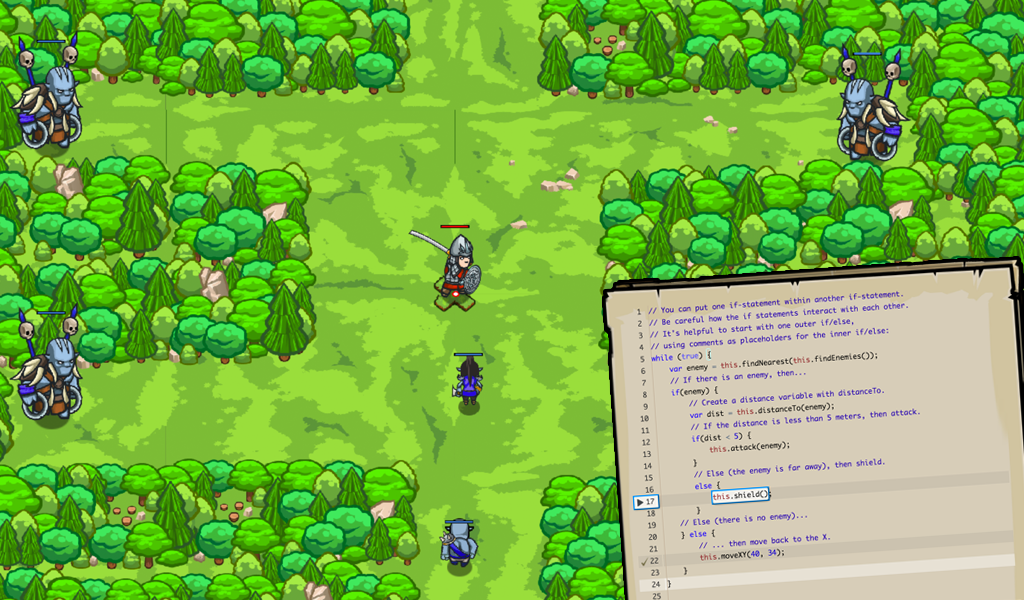 1 // You can put one if-statement within another if-statement.
2 // Be careful how the if statements interact with each other.
3 // It's helpful to start with one outer if/else,
4 // using comments as placeholders for the inner if/else:
5 while (true) {
6 var enemy = this.findNearest(this.findEnemies());
7 // If there is an enemy, then...
8 if(enemy) {
9 // Create a distance variable with distanceTo.
10 var dist = this.distanceTo(enemy);
11 // If the distance is less than 5 meters, then attack.
12 if(dist < 5) {
13 this.attack(enemy);
14 }
15 // Else (the enemy is far away), then shield.
16 else {
17 this.shield();
18 }
19 // Else (there is no enemy)...
20 } else {
21 // ... then move back to the X.
22 this.moveXY(40, 34);
23 }
24 }
25